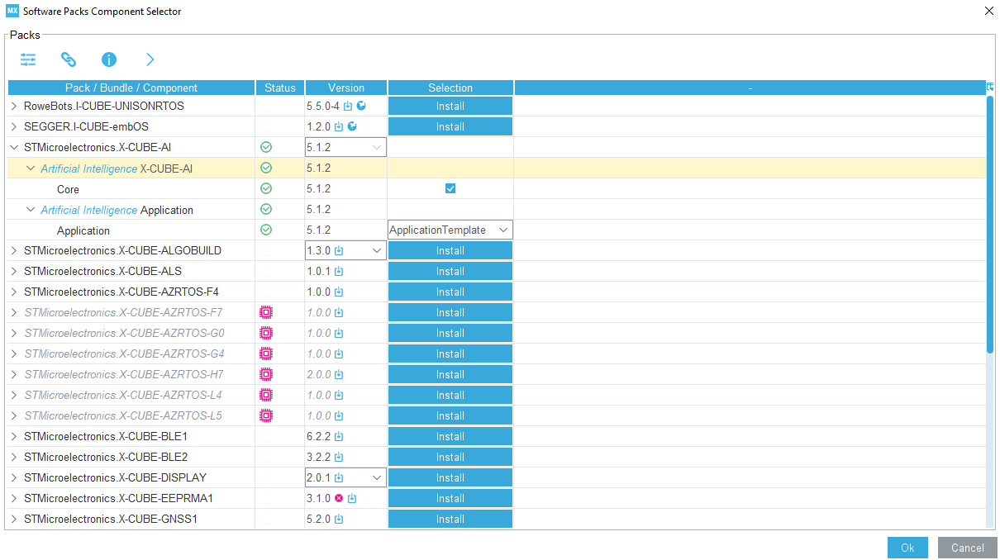 MX Software Packs Component Selector
Packs
Pack / Bundle / Component Status Version Selection -
RoweBots.I-CUBE-UNISONRTOS 5.5.0-4 Install
SEGGER.I-CUBE-embOS 1.2.0 Install
STMicroelectronics.X-CUBE-AI 5.1.2
Artificial Intelligence X-CUBE-AI 5.1.2
Core 5.1.2
Artificial Intelligence Application 5.1.2
Application 5.1.2 ApplicationTemplate
STMicroelectronics.X-CUBE-ALGOBUILD 1.3.0 Install
STMicroelectronics.X-CUBE-ALS 1.0.1 Install
STMicroelectronics.X-CUBE-AZRTOS-F4 1.0.0 Install
STMicroelectronics.X-CUBE-AZRTOS-F7 1.0.0 Install
STMicroelectronics.X-CUBE-AZRTOS-G0 1.0.0 Install
STMicroelectronics.X-CUBE-AZRTOS-G4 1.0.0 Install
STMicroelectronics.X-CUBE-AZRTOS-H7 2.0.0 Install
STMicroelectronics.X-CUBE-AZRTOS-L4 1.0.0 Install
STMicroelectronics.X-CUBE-AZRTOS-L5 1.0.0 Install
STMicroelectronics.X-CUBE-BLE1 6.2.2 Install
STMicroelectronics.X-CUBE-BLE2 3.2.2 Install
STMicroelectronics.X-CUBE-DISPLAY 2.0.1 Install
STMicroelectronics.X-CUBE-EEPRMA1 3.1.0 Install
STMicroelectronics.X-CUBE-GNSS1 5.2.0 Install
Ok Cancel